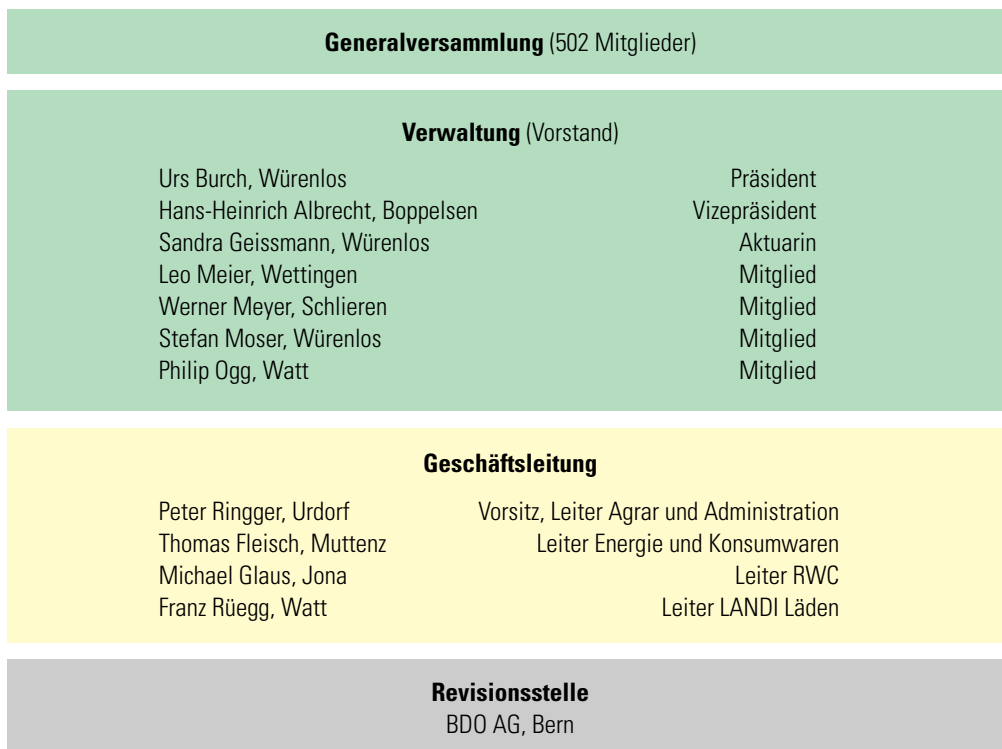 Generalversammlung (502 Mitglieder)
Verwaltung (Vorstand)
Urs Burch, Würenlos Präsident
Hans-Heinrich Albrecht, Boppelsen Vizepräsident
Sandra Geissmann, Würenlos Aktuarin
Leo Meier, Wettingen Mitglied
Werner Meyer, Schlieren Mitglied
Stefan Moser, Würenlos Mitglied
Philip Ogg, Watt Mitglied
Geschäftsleitung
Peter Ringger, Urdorf Vorsitz, Leiter Agrar und Administration
Thomas Fleisch, Muttenz Leiter Energie und Konsumwaren
Michael Glaus, Jona Leiter RWC
Franz Rüegg, Watt Leiter LANDI Läden
Revisionsstelle
BDO AG, Bern